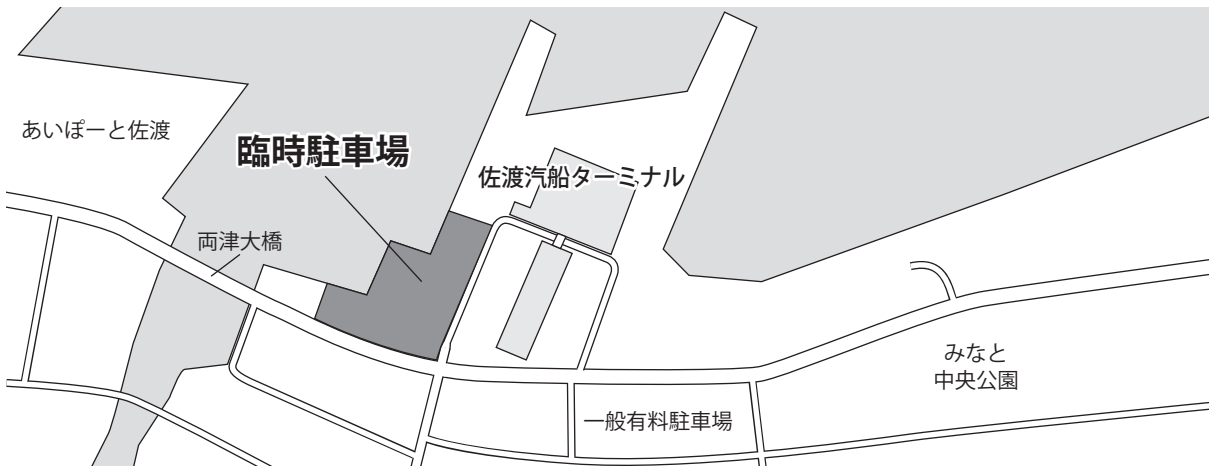 あいぽーと佐渡
臨時駐車場
佐渡汽船ターミナル
両津大橋
みなと
中央公園
一般有料駐車場